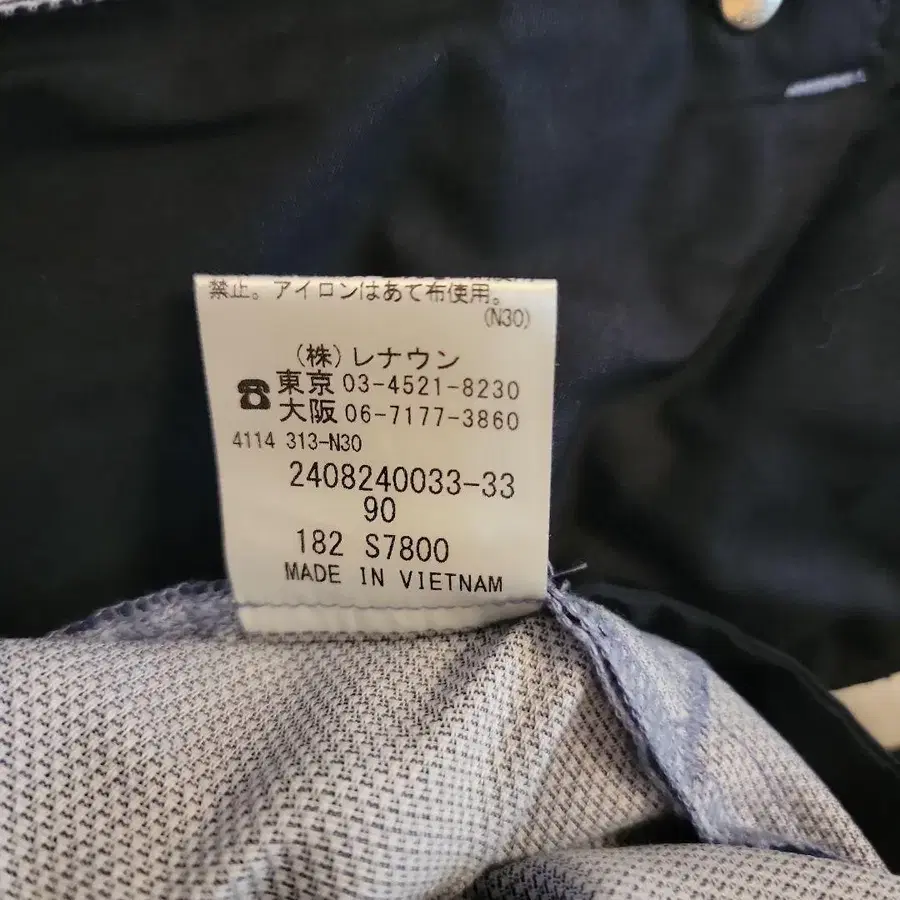 禁止。アイロンはあて布使用。
(N30)
(株)レナウン
☎東京 03-4521-8230
大阪 06-7177-3860
4114 313-N30
2408240033-33
90
182 S7800
MADE IN VIETNAM